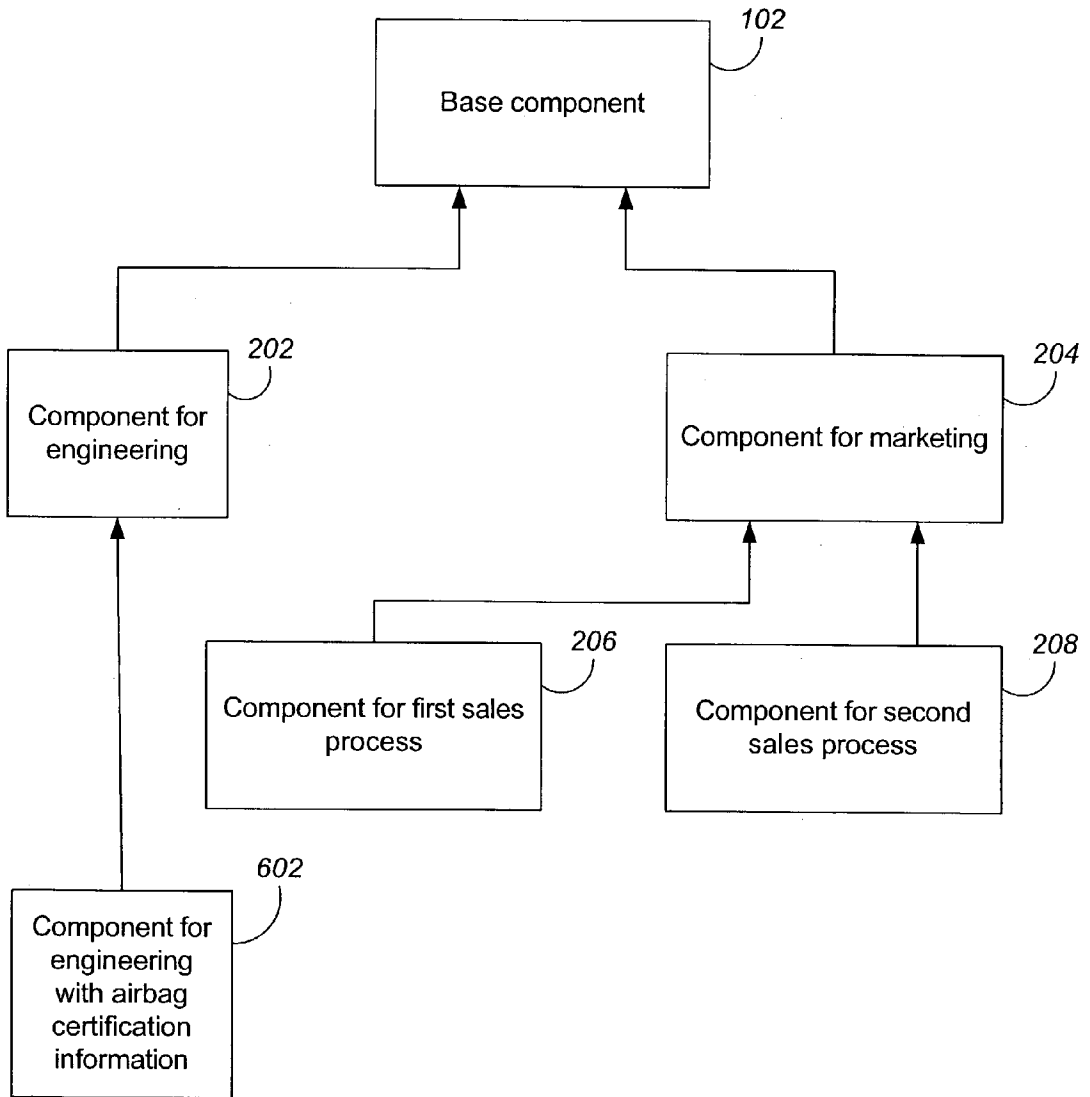 102
Base component
202
Component for
engineering
204
Component for marketing
206
Component for first sales
process
208
Component for second
sales process
602
Component for
engineering
with airbag
certification
information